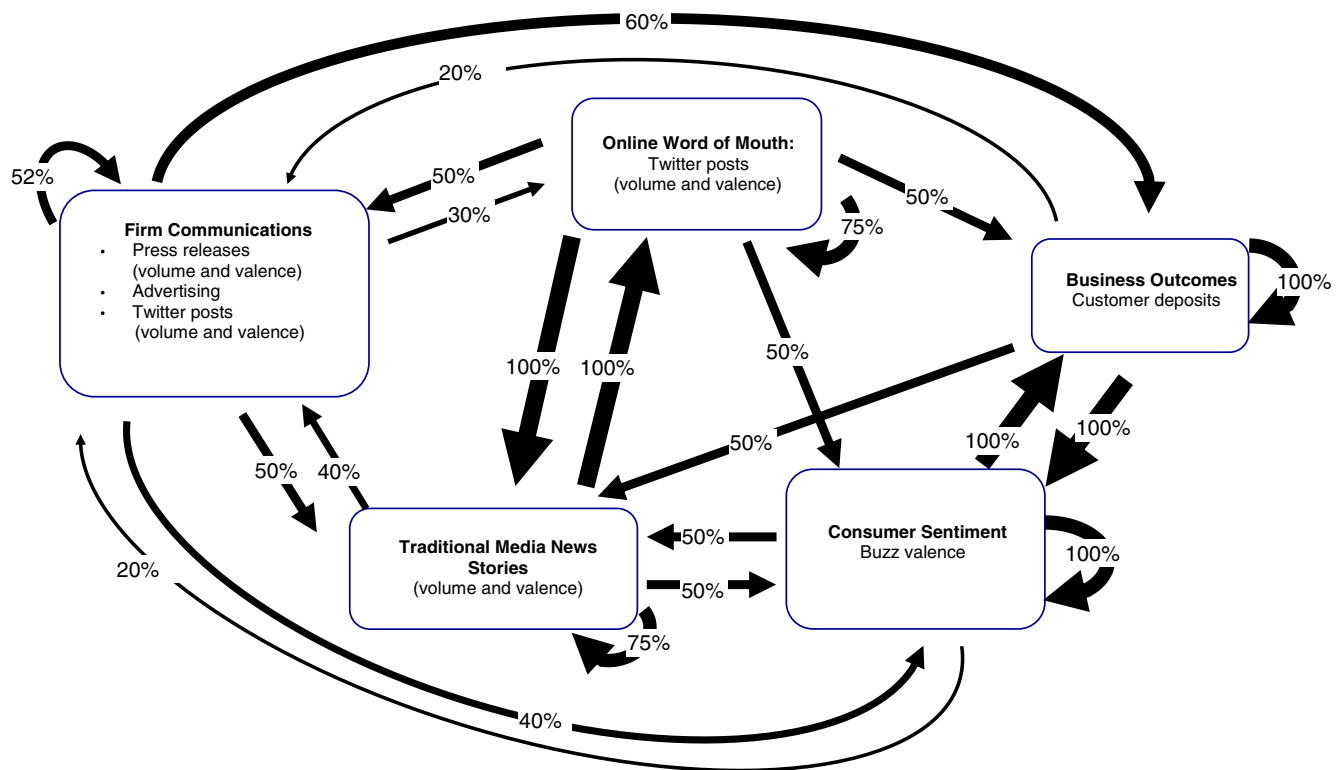 60%
20%
52%
Online Word of Mouth:
Twitter posts
(volume and valence)
50%
30%
50%
75%
Firm Communications
• Press releases
(volume and valence)
• Advertising
• Twitter posts
(volume and valence)
Business Outcomes
Customer deposits
100%
100%
100%
50%
50%
100%
100%
50%
40%
Traditional Media News
Stories
(volume and valence)
50%
50%
75%
Consumer Sentiment
Buzz valence
100%
20%
40%